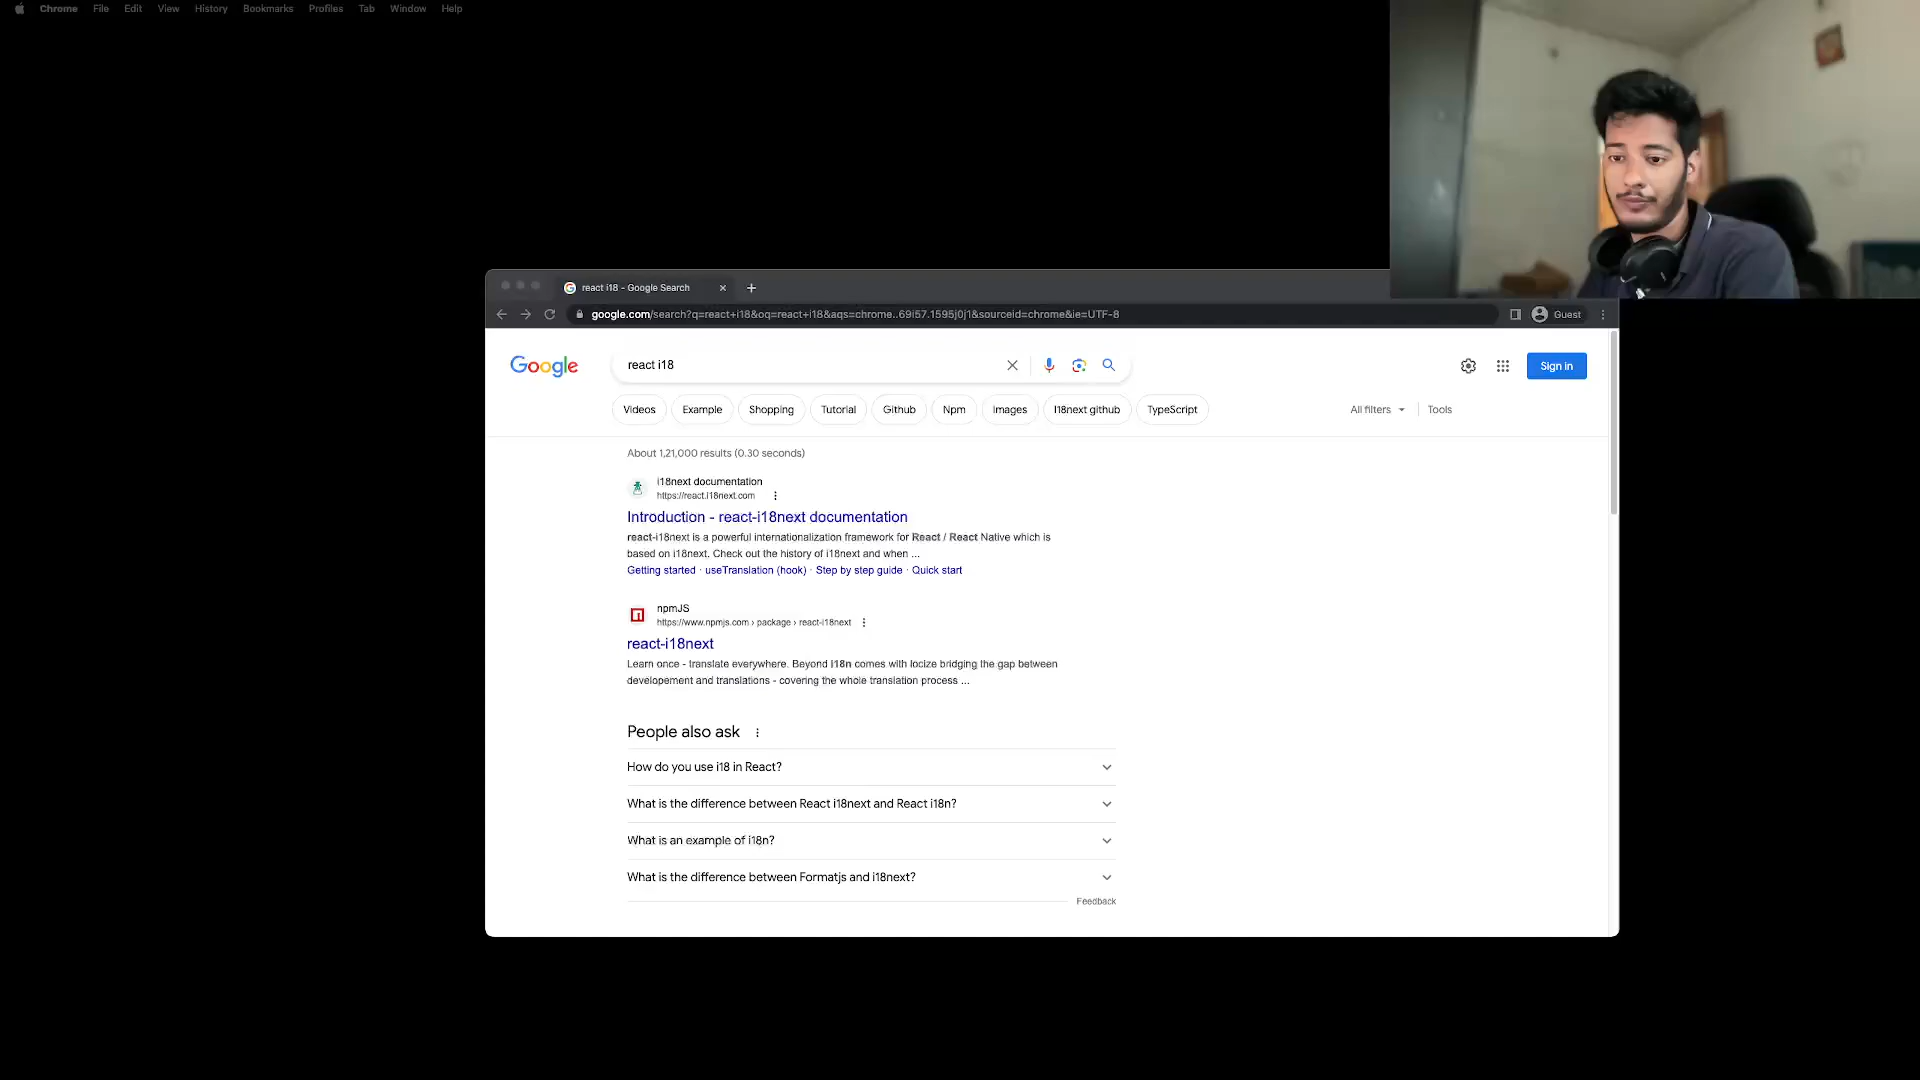 Chrome File Edit View History Bookmarks Profiles Tab Window Help
react i18 - Google Search
google.com/search?q=react+i18&oq=react+i18&aqs=chrome..69i57.1595j0j1&sourceid=chrome&ie=UTF-8
Guest
Google
react i18
Sign in
Videos Example Shopping Tutorial Github Npm Images I18next github TypeScript
All filters Tools
About 1,21,000 results (0.30 seconds)
i18next documentation
https://react.i18next.com
Introduction - react-i18next documentation
react-i18next is a powerful internationalization framework for React / React Native which is
based on i18next. Check out the history of i18next and when ...
Getting started · useTranslation (hook) · Step by step guide · Quick start
npmJS
https://www.npmjs.com › package › react-i18next
react-i18next
Learn once - translate everywhere. Beyond i18n comes with locize bridging the gap between
developement and translations - covering the whole translation process ...
People also ask
How do you use i18 in React?
What is the difference between React i18next and React i18n?
What is an example of i18n?
What is the difference between Formatjs and i18next?
Feedback